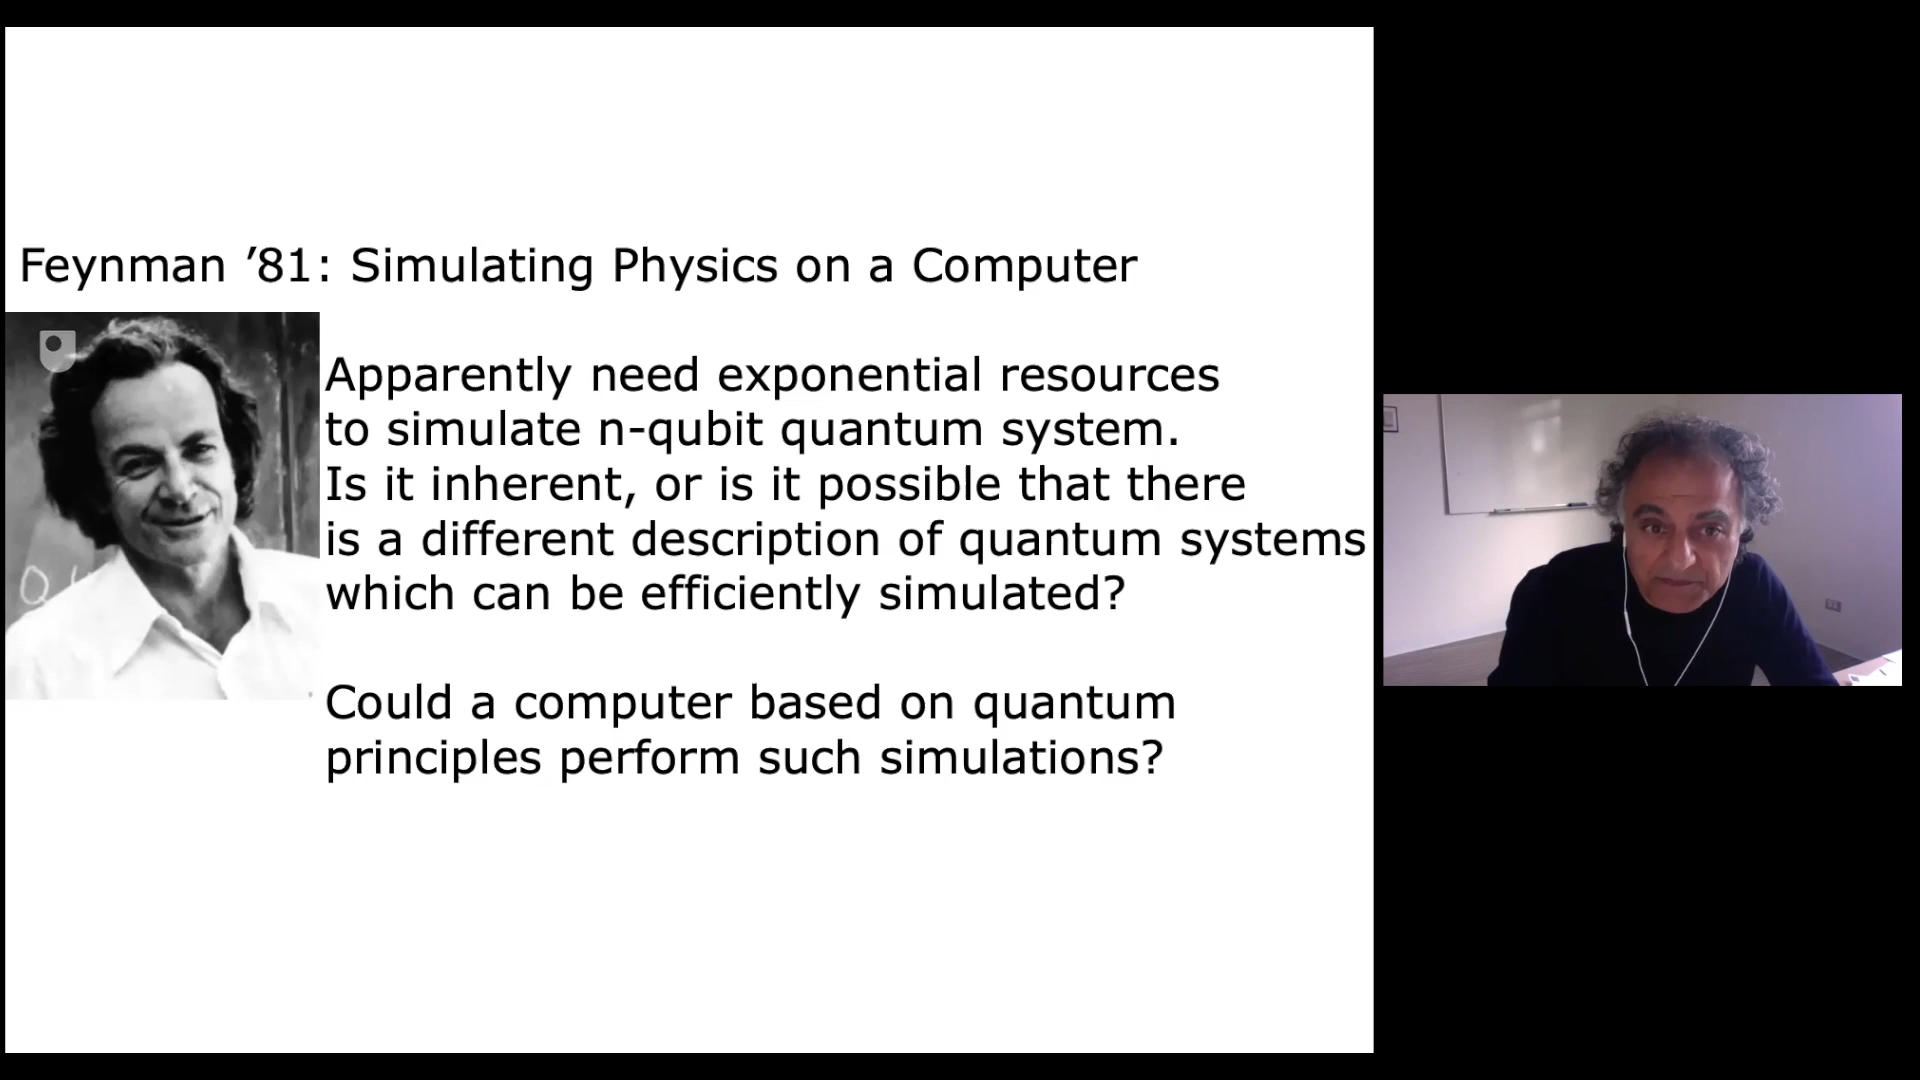 Feynman ’81: Simulating Physics on a Computer
Apparently need exponential resources
to simulate n-qubit quantum system.
Is it inherent, or is it possible that there
is a different description of quantum systems
which can be efficiently simulated?
Could a computer based on quantum
principles perform such simulations?